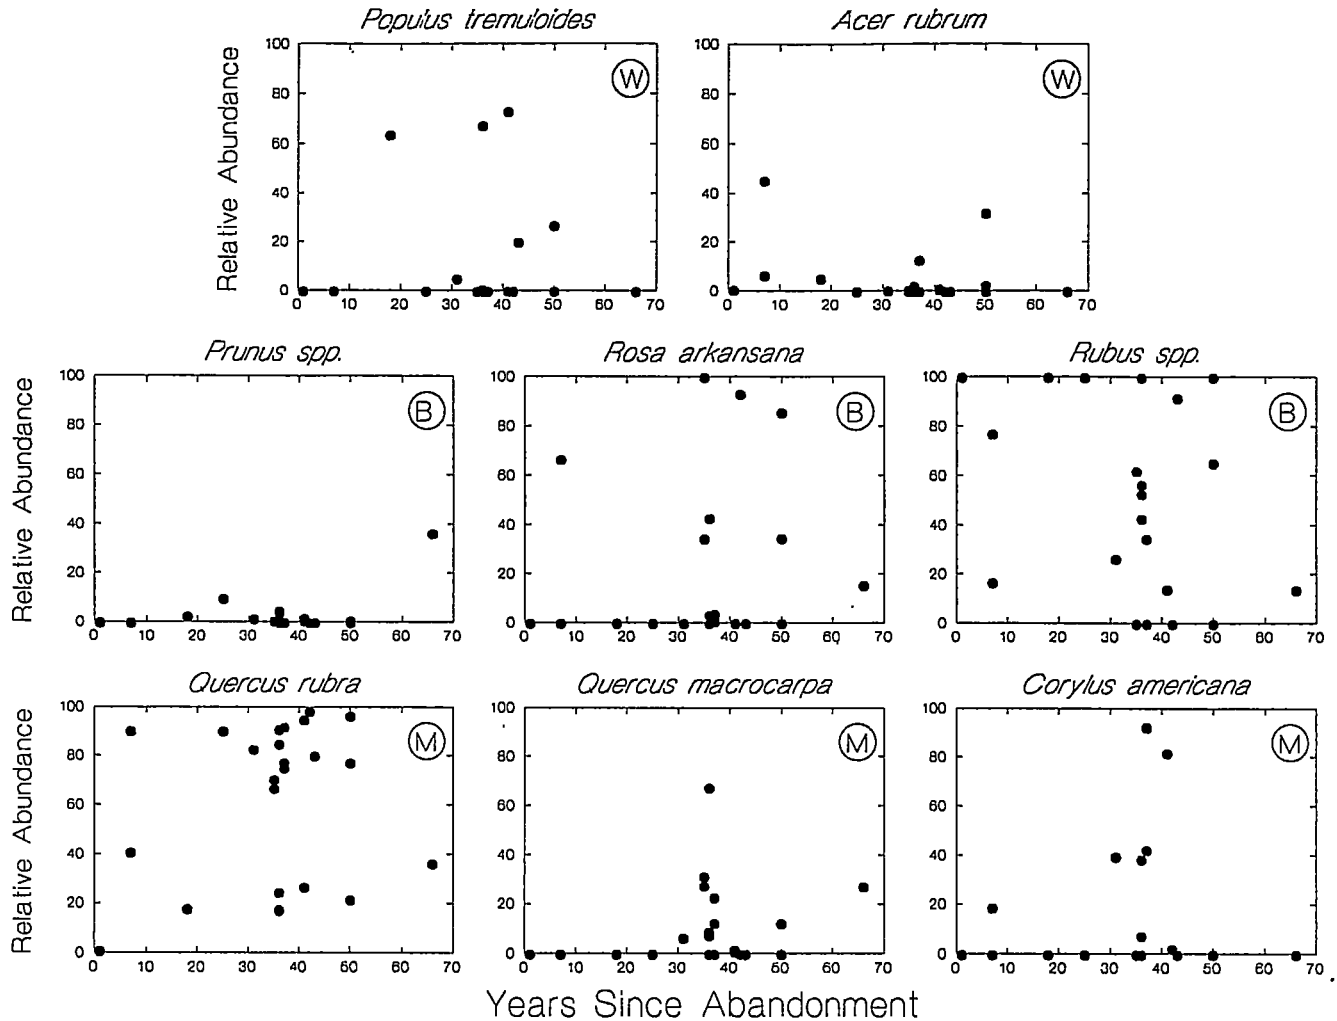 Populus tremuloides
Acer rubrum
Relative Abundance
100
80
60
40
20
0
0 10 20 30 40 50 60 70
W
100
80
60
40
20
0
0 10 20 30 40 50 60 70
W
Prunus spp.
Rosa arkansana
Rubus spp.
Relative Abundance
100
80
60
40
20
0
0 10 20 30 40 50 60 70
B
100
80
60
40
20
0
0 10 20 30 40 50 60 70
B
100
80
60
40
20
0
0 10 20 30 40 50 60 70
B
Quercus rubra
Quercus macrocarpa
Corylus americana
Relative Abundance
100
80
60
40
20
0
0 10 20 30 40 50 60 70
M
100
80
60
40
20
0
0 10 20 30 40 50 60 70
M
100
80
60
40
20
0
0 10 20 30 40 50 60 70
M
Years Since Abandonment